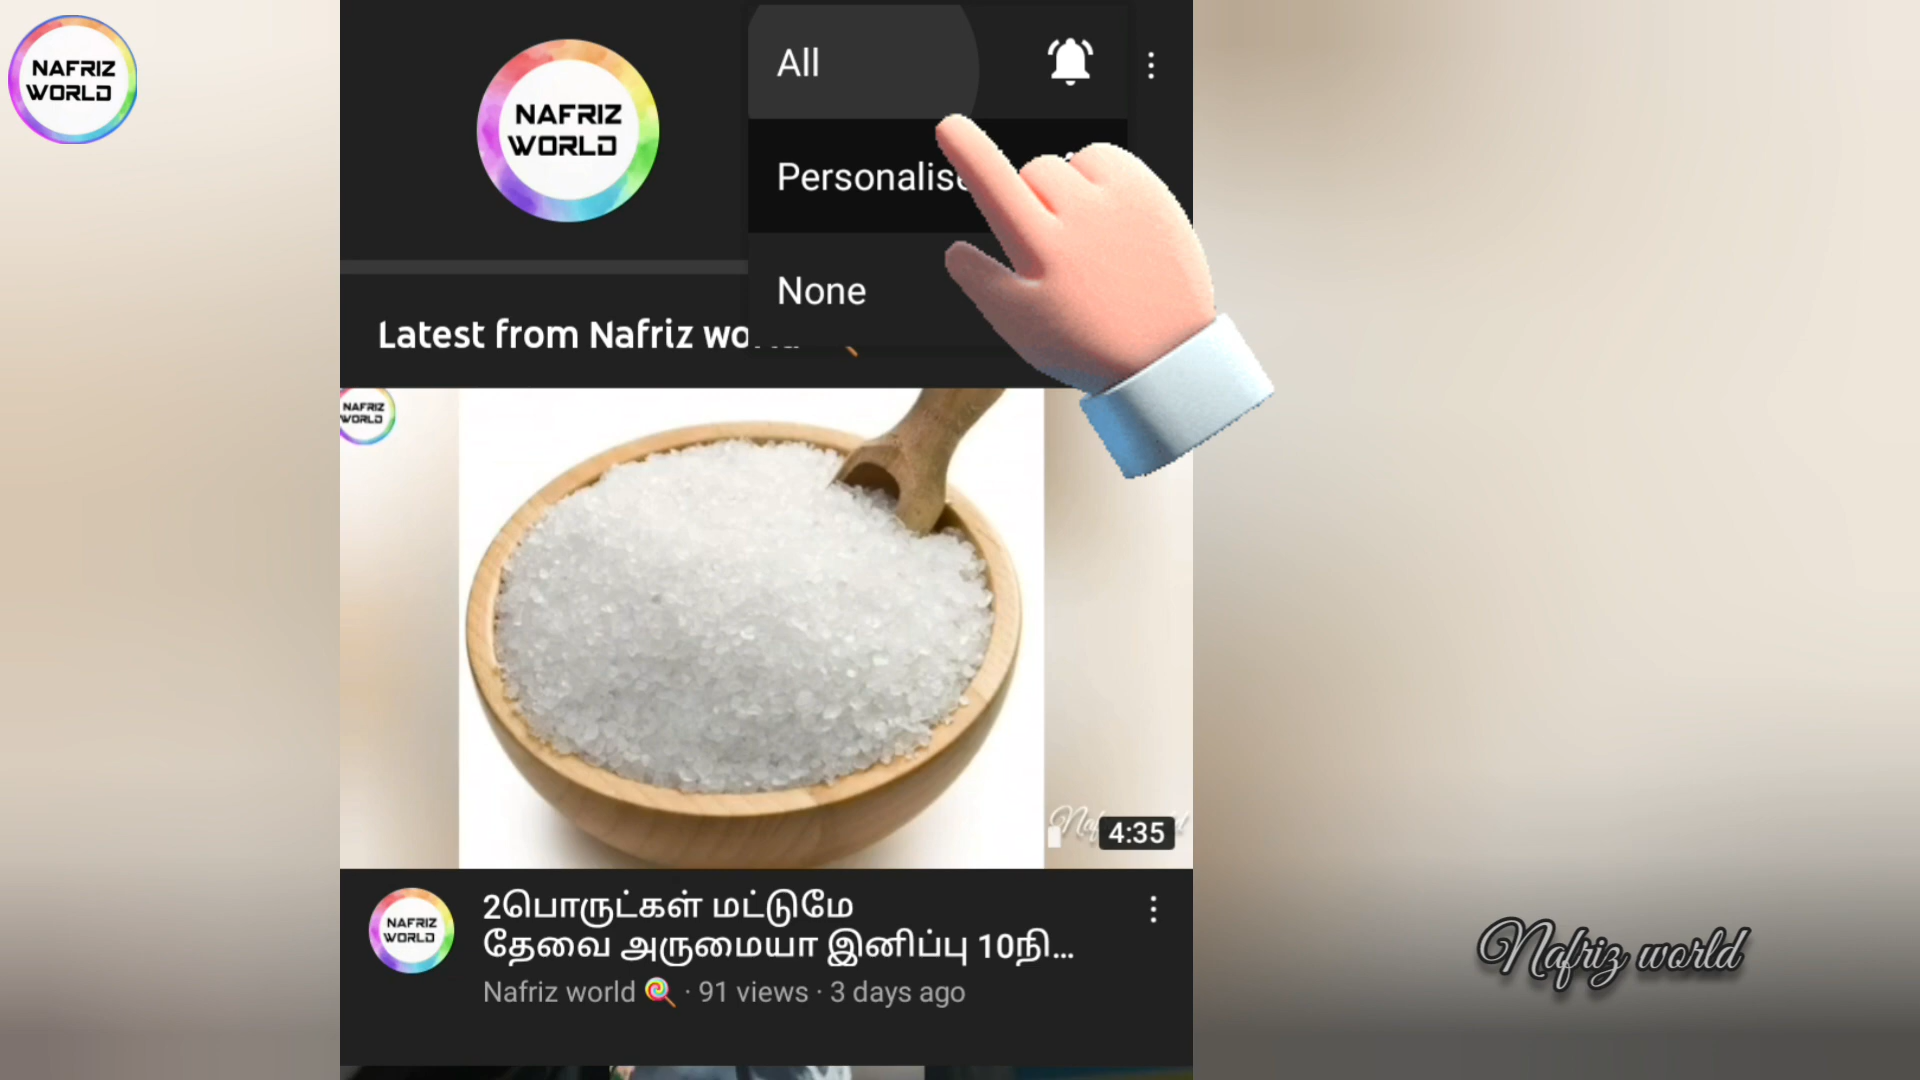 NAFRIZ
WORLD
NAFRIZ
WORLD
All
Personalise
None
Latest from Nafriz
NAFRIZ
WORLD
4:35
NAFRIZ
WORLD
2பொருட்கள் மட்டுமே
தேவை அருமையா இனிப்பு 10நி...
Nafriz world · 91 views · 3 days ago
Nafriz world